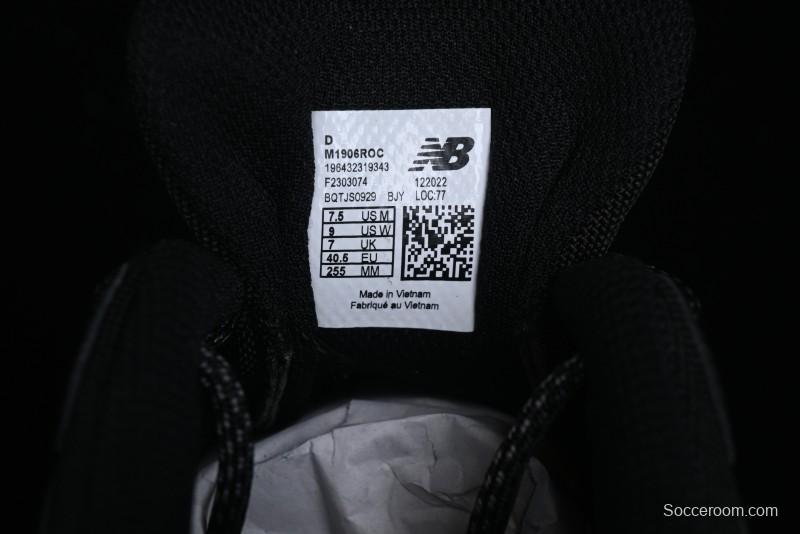 D
M1906ROC
NB
196432319343
F2303074 122022
BQTJS0929 BJY LOC:77
7.5 US M
9 US W
7 UK
40.5 EU
255 MM
Made in Vietnam
Fabriqué au Vietnam
Socceroom.com